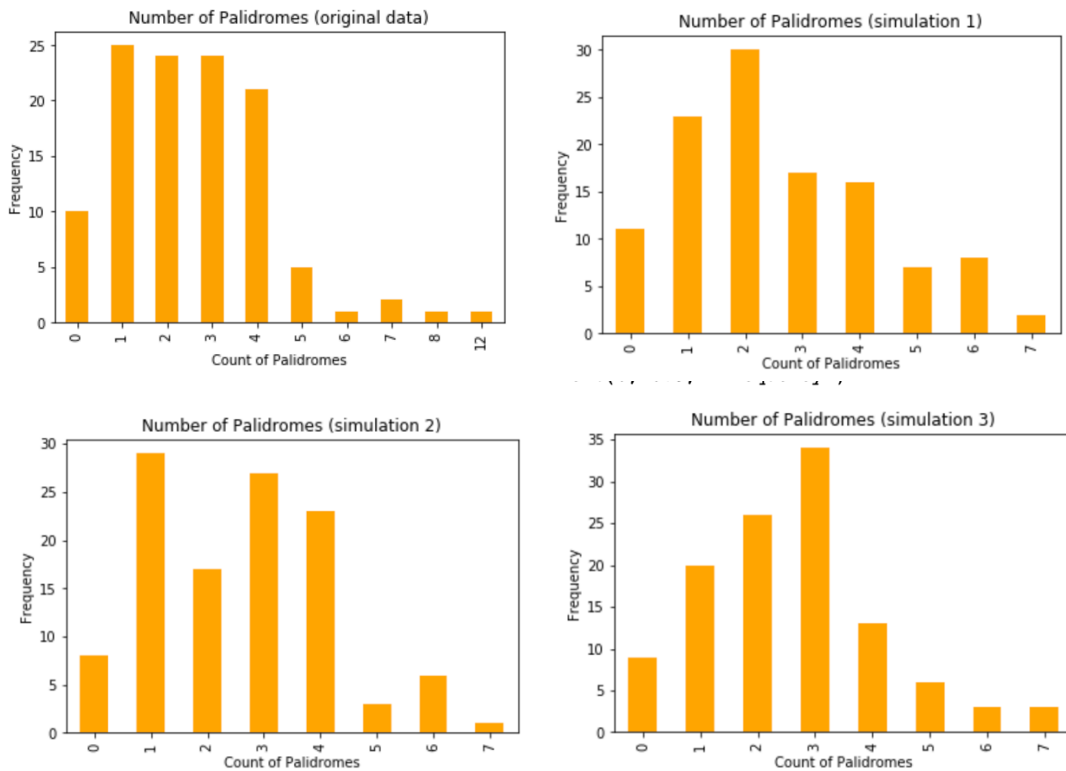 Number of Palidromes (original data)
25
20
15
10
5
0
Frequency
0 1 2 3 4 5 6 7 8 12
Count of Palidromes
Number of Palidromes (simulation 1)
30
25
20
15
10
5
0
Frequency
0 1 2 3 4 5 6 7
Count of Palidromes
Number of Palidromes (simulation 2)
30
25
20
15
10
5
0
Frequency
0 1 2 3 4 5 6 7
Count of Palidromes
Number of Palidromes (simulation 3)
35
30
25
20
15
10
5
0
Frequency
0 1 2 3 4 5 6 7
Count of Palidromes